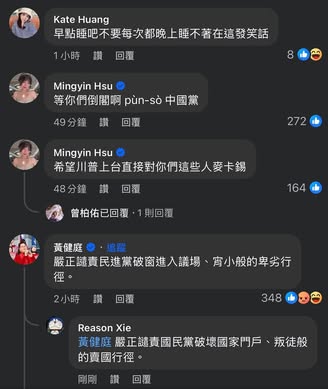 Kate Huang
早點睡吧不要每次都晚上睡不著在這發笑話
1小時 讚 回覆 8
Mingyin Hsu
等你們倒閣啊 pùn-sò 中國黨
49分鐘 讚 回覆 272
Mingyin Hsu
希望川普上台直接對你們這些人麥卡錫
48分鐘 讚 回覆 164
曾柏佑已回覆・1則回覆
黃健庭 · 追蹤
嚴正譴責民進黨破窗進入議場、宵小般的卑劣行
徑。
2小時 讚 回覆 348
Reason Xie
黃健庭 嚴正譴責國民黨破壞國家門戶、叛徒般
的賣國行徑。
剛剛 讚 回覆